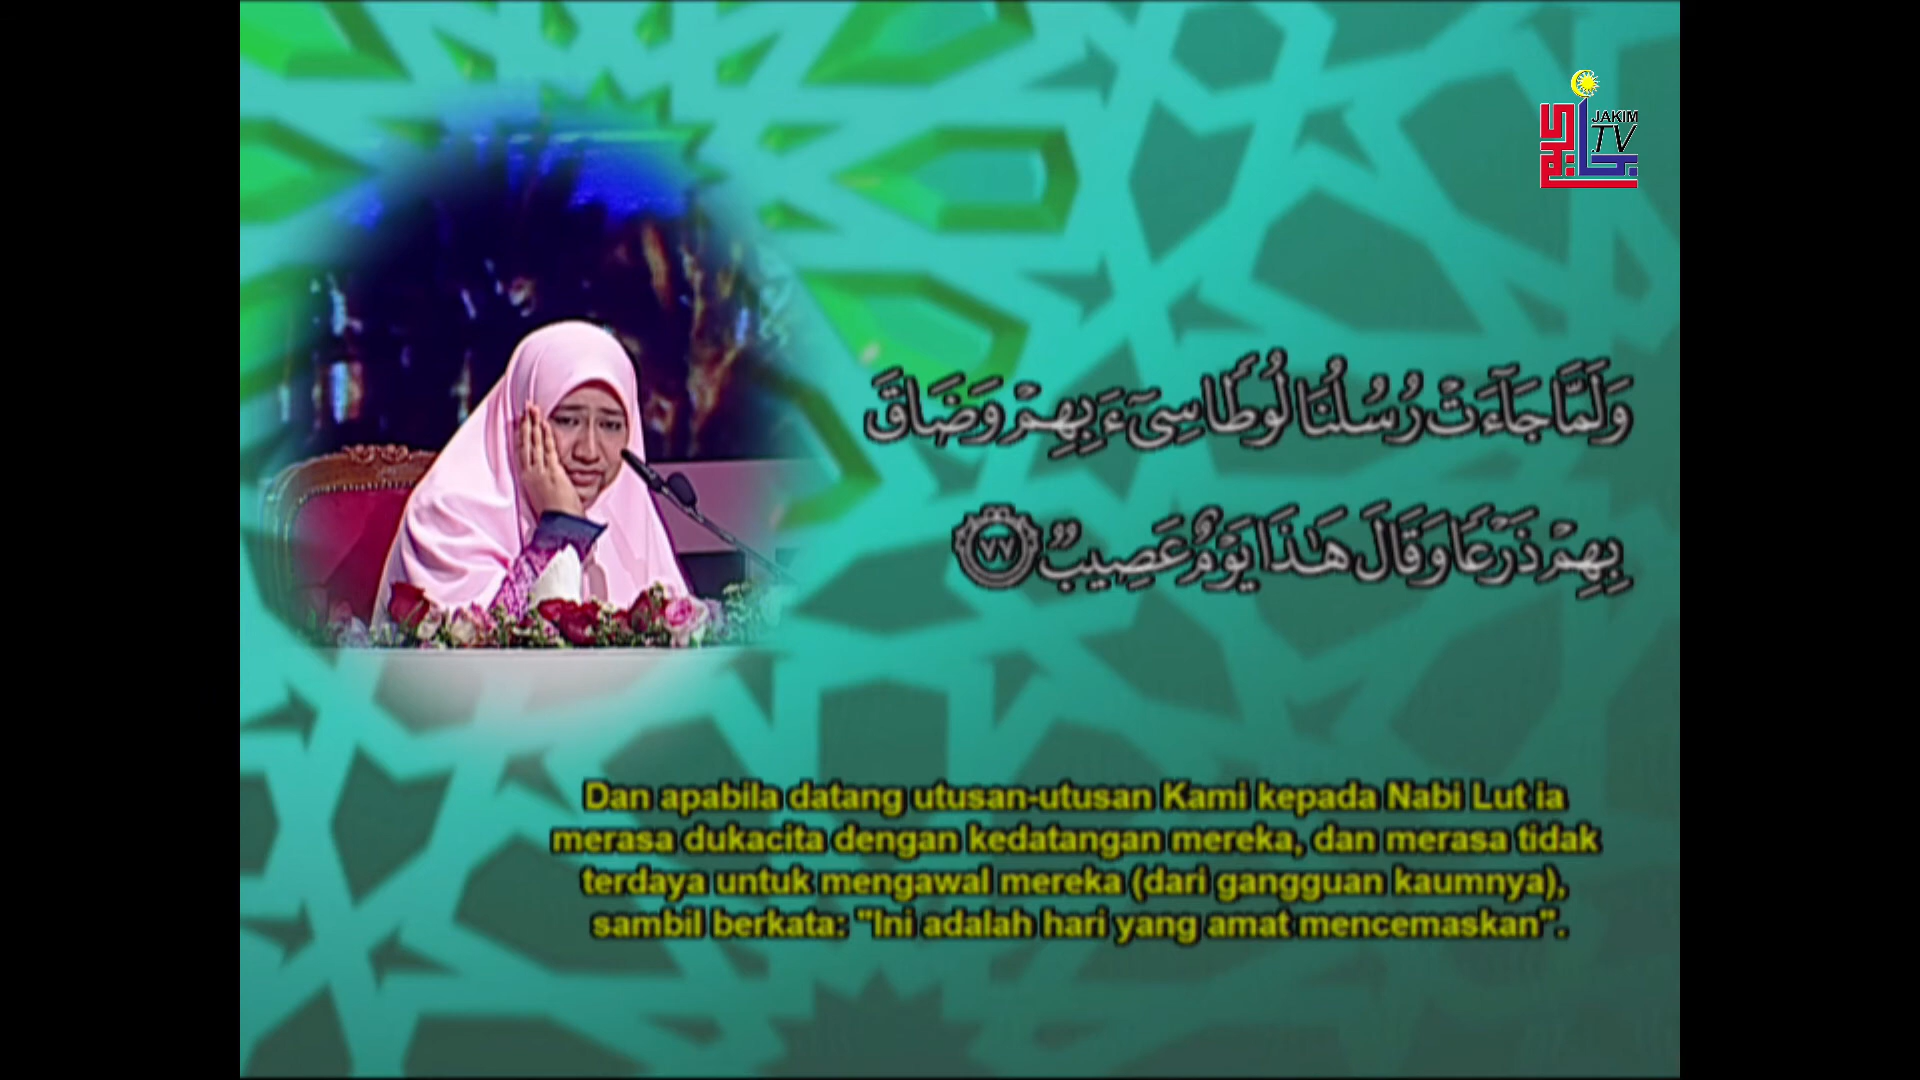 JAKIM
TV
وَلَمَّا جَآءَتْ رُسُلُنَا لُوطًا سِىٓءَ بِهِمْ وَضَاقَ
بِهِمْ ذَرْعًا وَقَالَ هَـٰذَا يَوْمٌ عَصِيبٌ ٧٧
Dan apabila datang utusan-utusan Kami kepada Nabi Lut ia
merasa dukacita dengan kedatangan mereka, dan merasa tidak
terdaya untuk mengawal mereka (dari gangguan kaumnya),
sambil berkata: "Ini adalah hari yang amat mencemaskan".